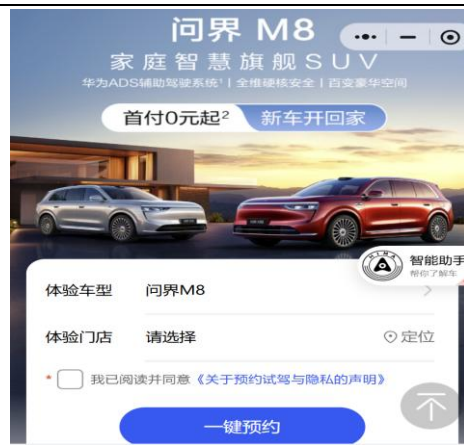 问界 M8
家庭智慧旗舰SUV
华为ADS辅助驾驶系统¹ | 全维硬核安全 | 百变豪华空间
首付0元起² 新车开回家
智能助手
帮你了解车
体验车型 问界M8
体验门店 请选择 定位
* 我已阅读并同意《关于预约试驾与隐私的声明》
一键预约